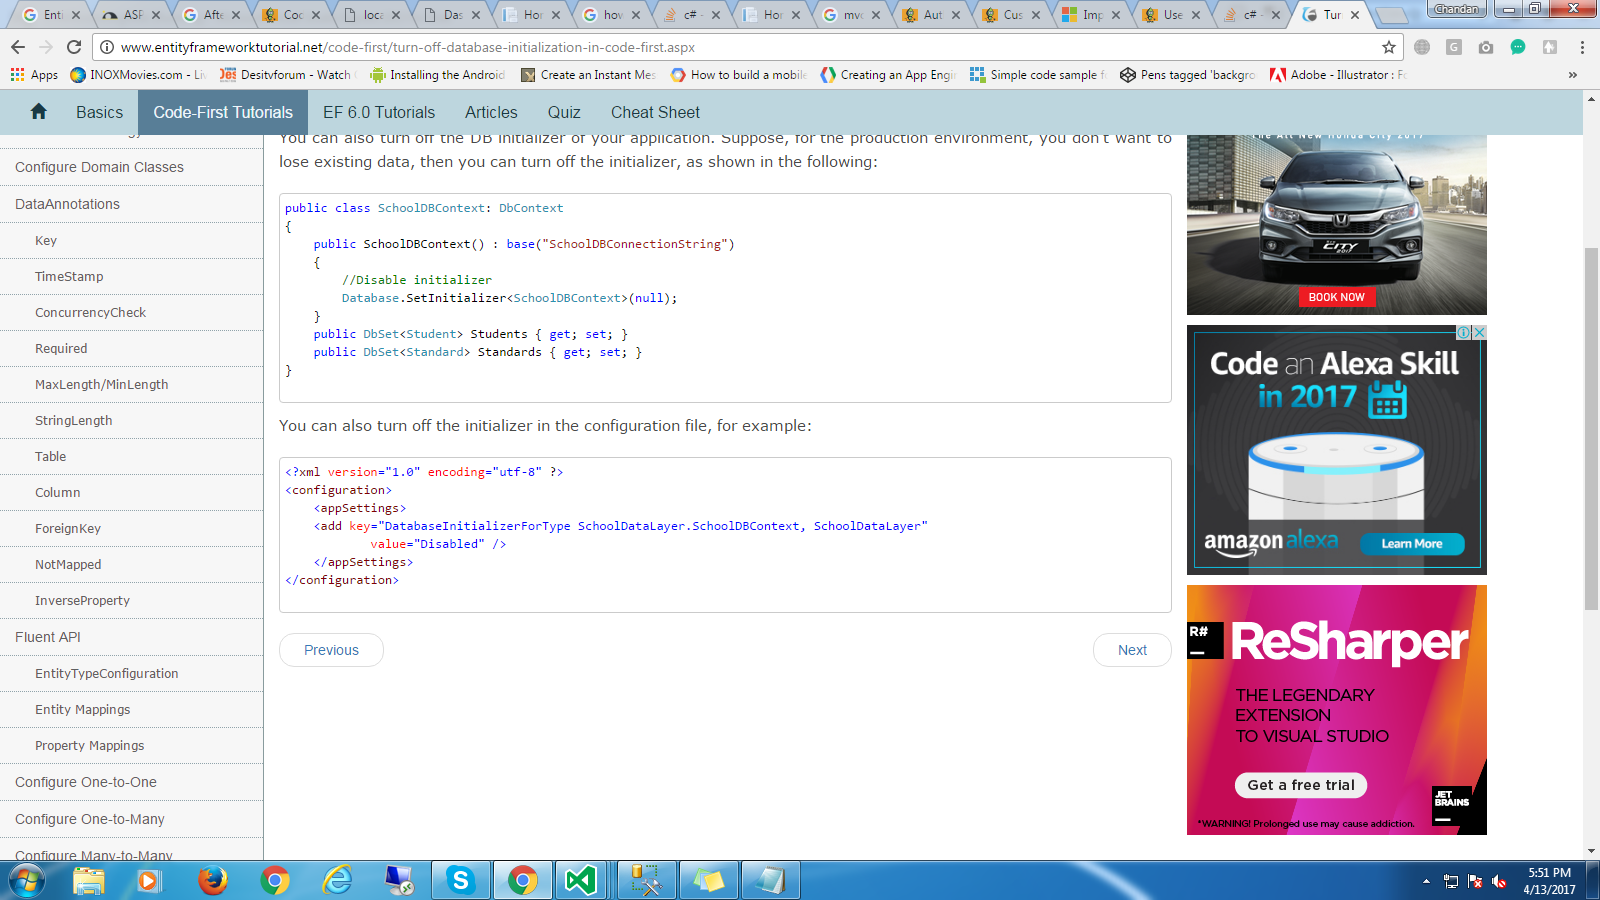 Enti
ASP
Afte
Coc
loca
Das
Hor
hov
c# -
Hor
mvc
Aut
Cus
Imp
Use
c# -
Tur
Chandan
www.entityframeworktutorial.net/code-first/turn-off-database-initialization-in-code-first.aspx
Apps
INOXMovies.com - Liv
Desitvforum - Watch
Installing the Android
Create an Instant Mes
How to build a mobile
Creating an App Engi
Simple code sample f
Pens tagged 'backgro
Adobe - Illustrator : Fo
»
Basics
Code-First Tutorials
EF 6.0 Tutorials
Articles
Quiz
Cheat Sheet
Configure Domain Classes
DataAnnotations
Key
TimeStamp
ConcurrencyCheck
Required
MaxLength/MinLength
StringLength
Table
Column
ForeignKey
NotMapped
InverseProperty
Fluent API
EntityTypeConfiguration
Entity Mappings
Property Mappings
Configure One-to-One
Configure One-to-Many
Configure Many-to-Many
You can also turn off the DB initializer of your application. Suppose, for the production environment, you don't want to
lose existing data, then you can turn off the initializer, as shown in the following:
public class SchoolDBContext: DbContext
{
public SchoolDBContext() : base("SchoolDBConnectionString")
{
//Disable initializer
Database.SetInitializer<SchoolDBContext>(null);
}
public DbSet<Student> Students { get; set; }
public DbSet<Standard> Standards { get; set; }
}
You can also turn off the initializer in the configuration file, for example:
<?xml version="1.0" encoding="utf-8" ?>
<configuration>
<appSettings>
<add key="DatabaseInitializerForType SchoolDataLayer.SchoolDBContext, SchoolDataLayer"
value="Disabled" />
</appSettings>
</configuration>
Previous
Next
The All New Honda City 2017
CITY
BOOK NOW
Code an Alexa Skill
in 2017
amazon alexa
Learn More
R#
ReSharper
THE LEGENDARY
EXTENSION
TO VISUAL STUDIO
Get a free trial
JET
BRAINS
*WARNING! Prolonged use may cause addiction.
5:51 PM
4/13/2017